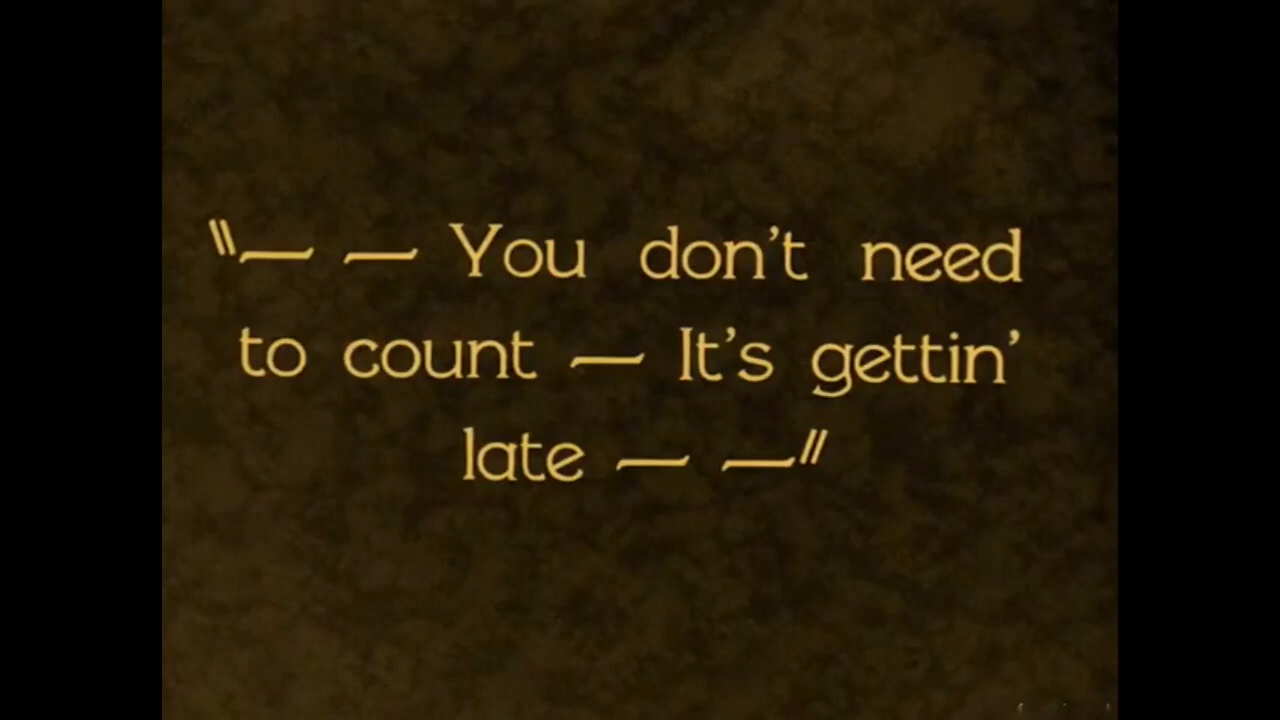 "— — You don't need
to count — It's gettin'
late — —"